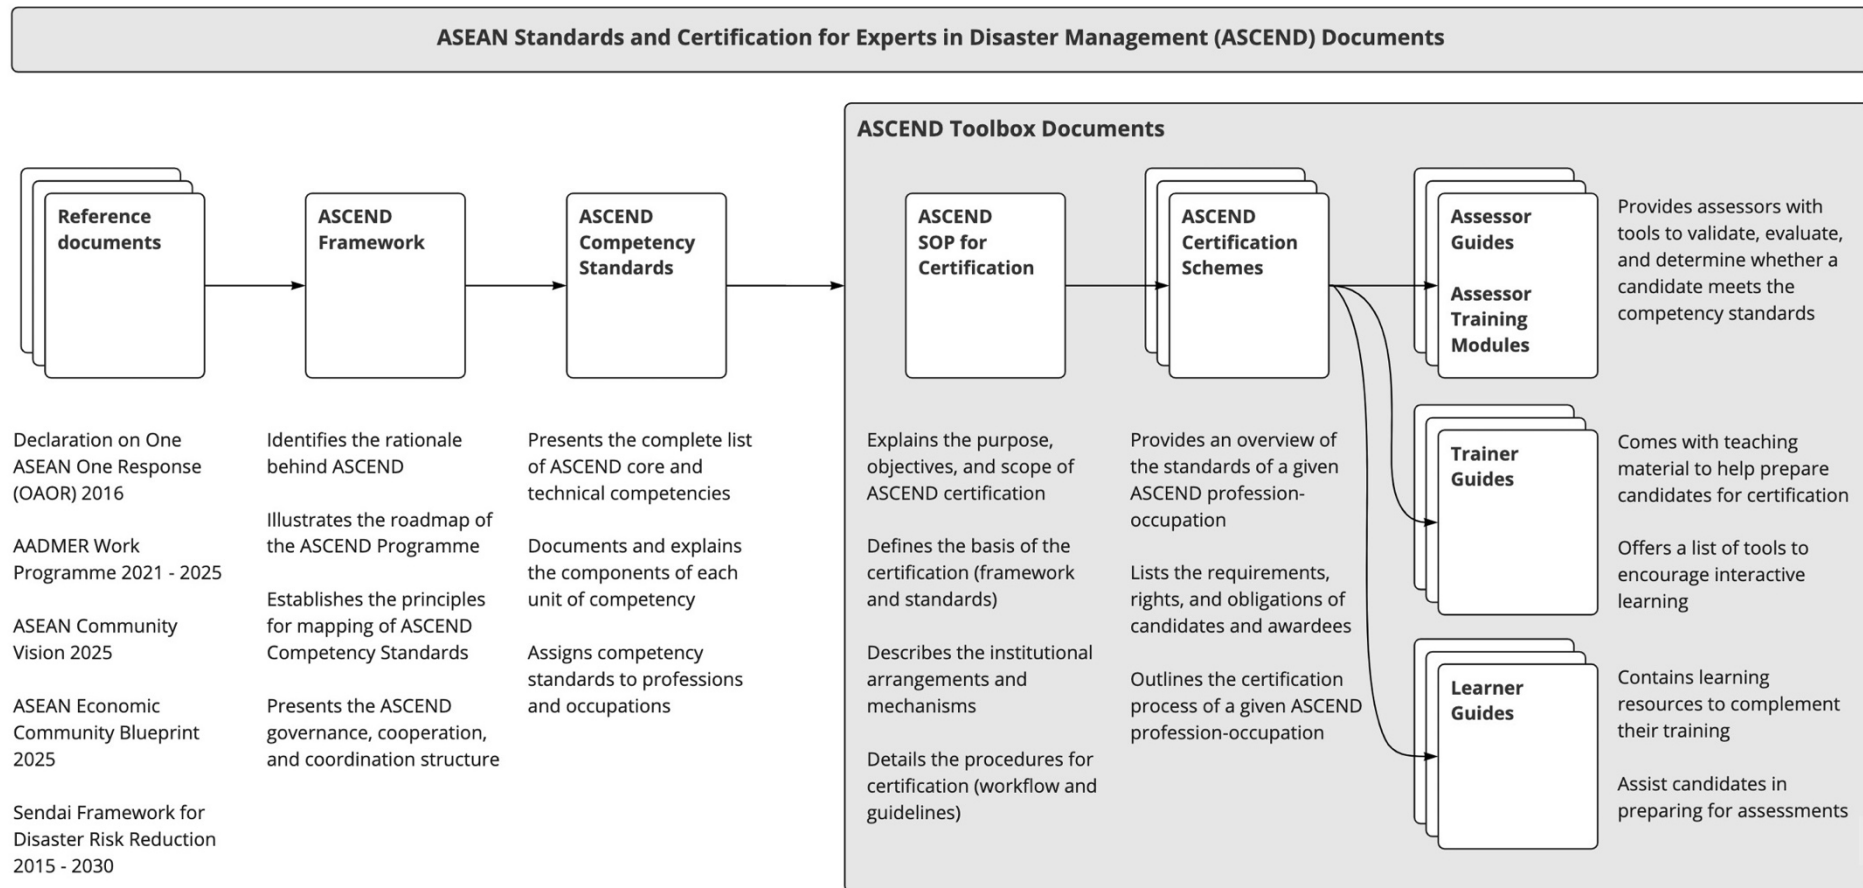 ASEAN Standards and Certification for Experts in Disaster Management (ASCEND) Documents
ASCEND Toolbox Documents
Reference
documents
ASCEND
Framework
ASCEND
Competency
Standards
ASCEND
SOP for
Certification
ASCEND
Certification
Schemes
Assessor
Guides
Assessor
Training
Modules
Provides assessors with
tools to validate, evaluate,
and determine whether a
candidate meets the
competency standards
Trainer
Guides
Comes with teaching
material to help prepare
candidates for certification
Offers a list of tools to
encourage interactive
learning
Learner
Guides
Contains learning
resources to complement
their training
Assist candidates in
preparing for assessments
Declaration on One
ASEAN One Response
(OAOR) 2016
AADMER Work
Programme 2021 - 2025
ASEAN Community
Vision 2025
ASEAN Economic
Community Blueprint
2025
Sendai Framework for
Disaster Risk Reduction
2015 - 2030
Identifies the rationale
behind ASCEND
Illustrates the roadmap of
the ASCEND Programme
Establishes the principles
for mapping of ASCEND
Competency Standards
Presents the ASCEND
governance, cooperation,
and coordination structure
Presents the complete list
of ASCEND core and
technical competencies
Documents and explains
the components of each
unit of competency
Assigns competency
standards to professions
and occupations
Explains the purpose,
objectives, and scope of
ASCEND certification
Defines the basis of the
certification (framework
and standards)
Describes the institutional
arrangements and
mechanisms
Details the procedures for
certification (workflow and
guidelines)
Provides an overview of
the standards of a given
ASCEND profession-
occupation
Lists the requirements,
rights, and obligations of
candidates and awardees
Outlines the certification
process of a given ASCEND
profession-occupation